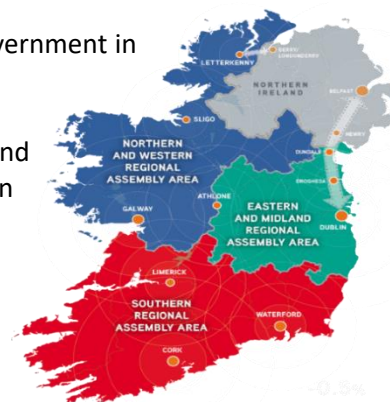 vernment in
nd
n
LETTERKENNY
DERRY/
LONDONDERRY
NORTHERN
IRELAND
BELFAST
SLIGO
NEWRY
DUNDALK
NORTHERN
AND WESTERN
REGIONAL
ASSEMBLY AREA
DROGHEDA
ATHLONE
EASTERN
AND MIDLAND
REGIONAL
ASSEMBLY AREA
GALWAY
DUBLIN
LIMERICK
SOUTHERN
REGIONAL
ASSEMBLY AREA
WATERFORD
CORK